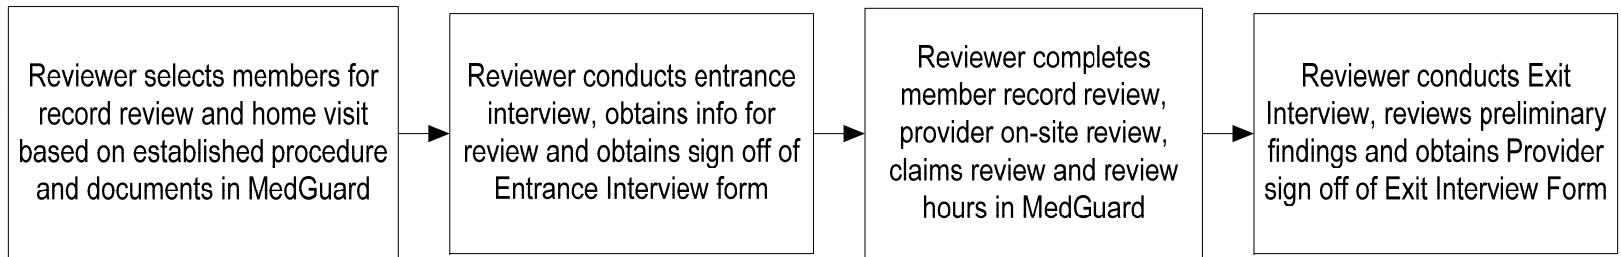 Reviewer selects members for
record review and home visit
based on established procedure
and documents in MedGuard
Reviewer conducts entrance
interview, obtains info for
review and obtains sign off of
Entrance Interview form
Reviewer completes
member record review,
provider on-site review,
claims review and review
hours in MedGuard
Reviewer conducts Exit
Interview, reviews preliminary
findings and obtains Provider
sign off of Exit Interview Form